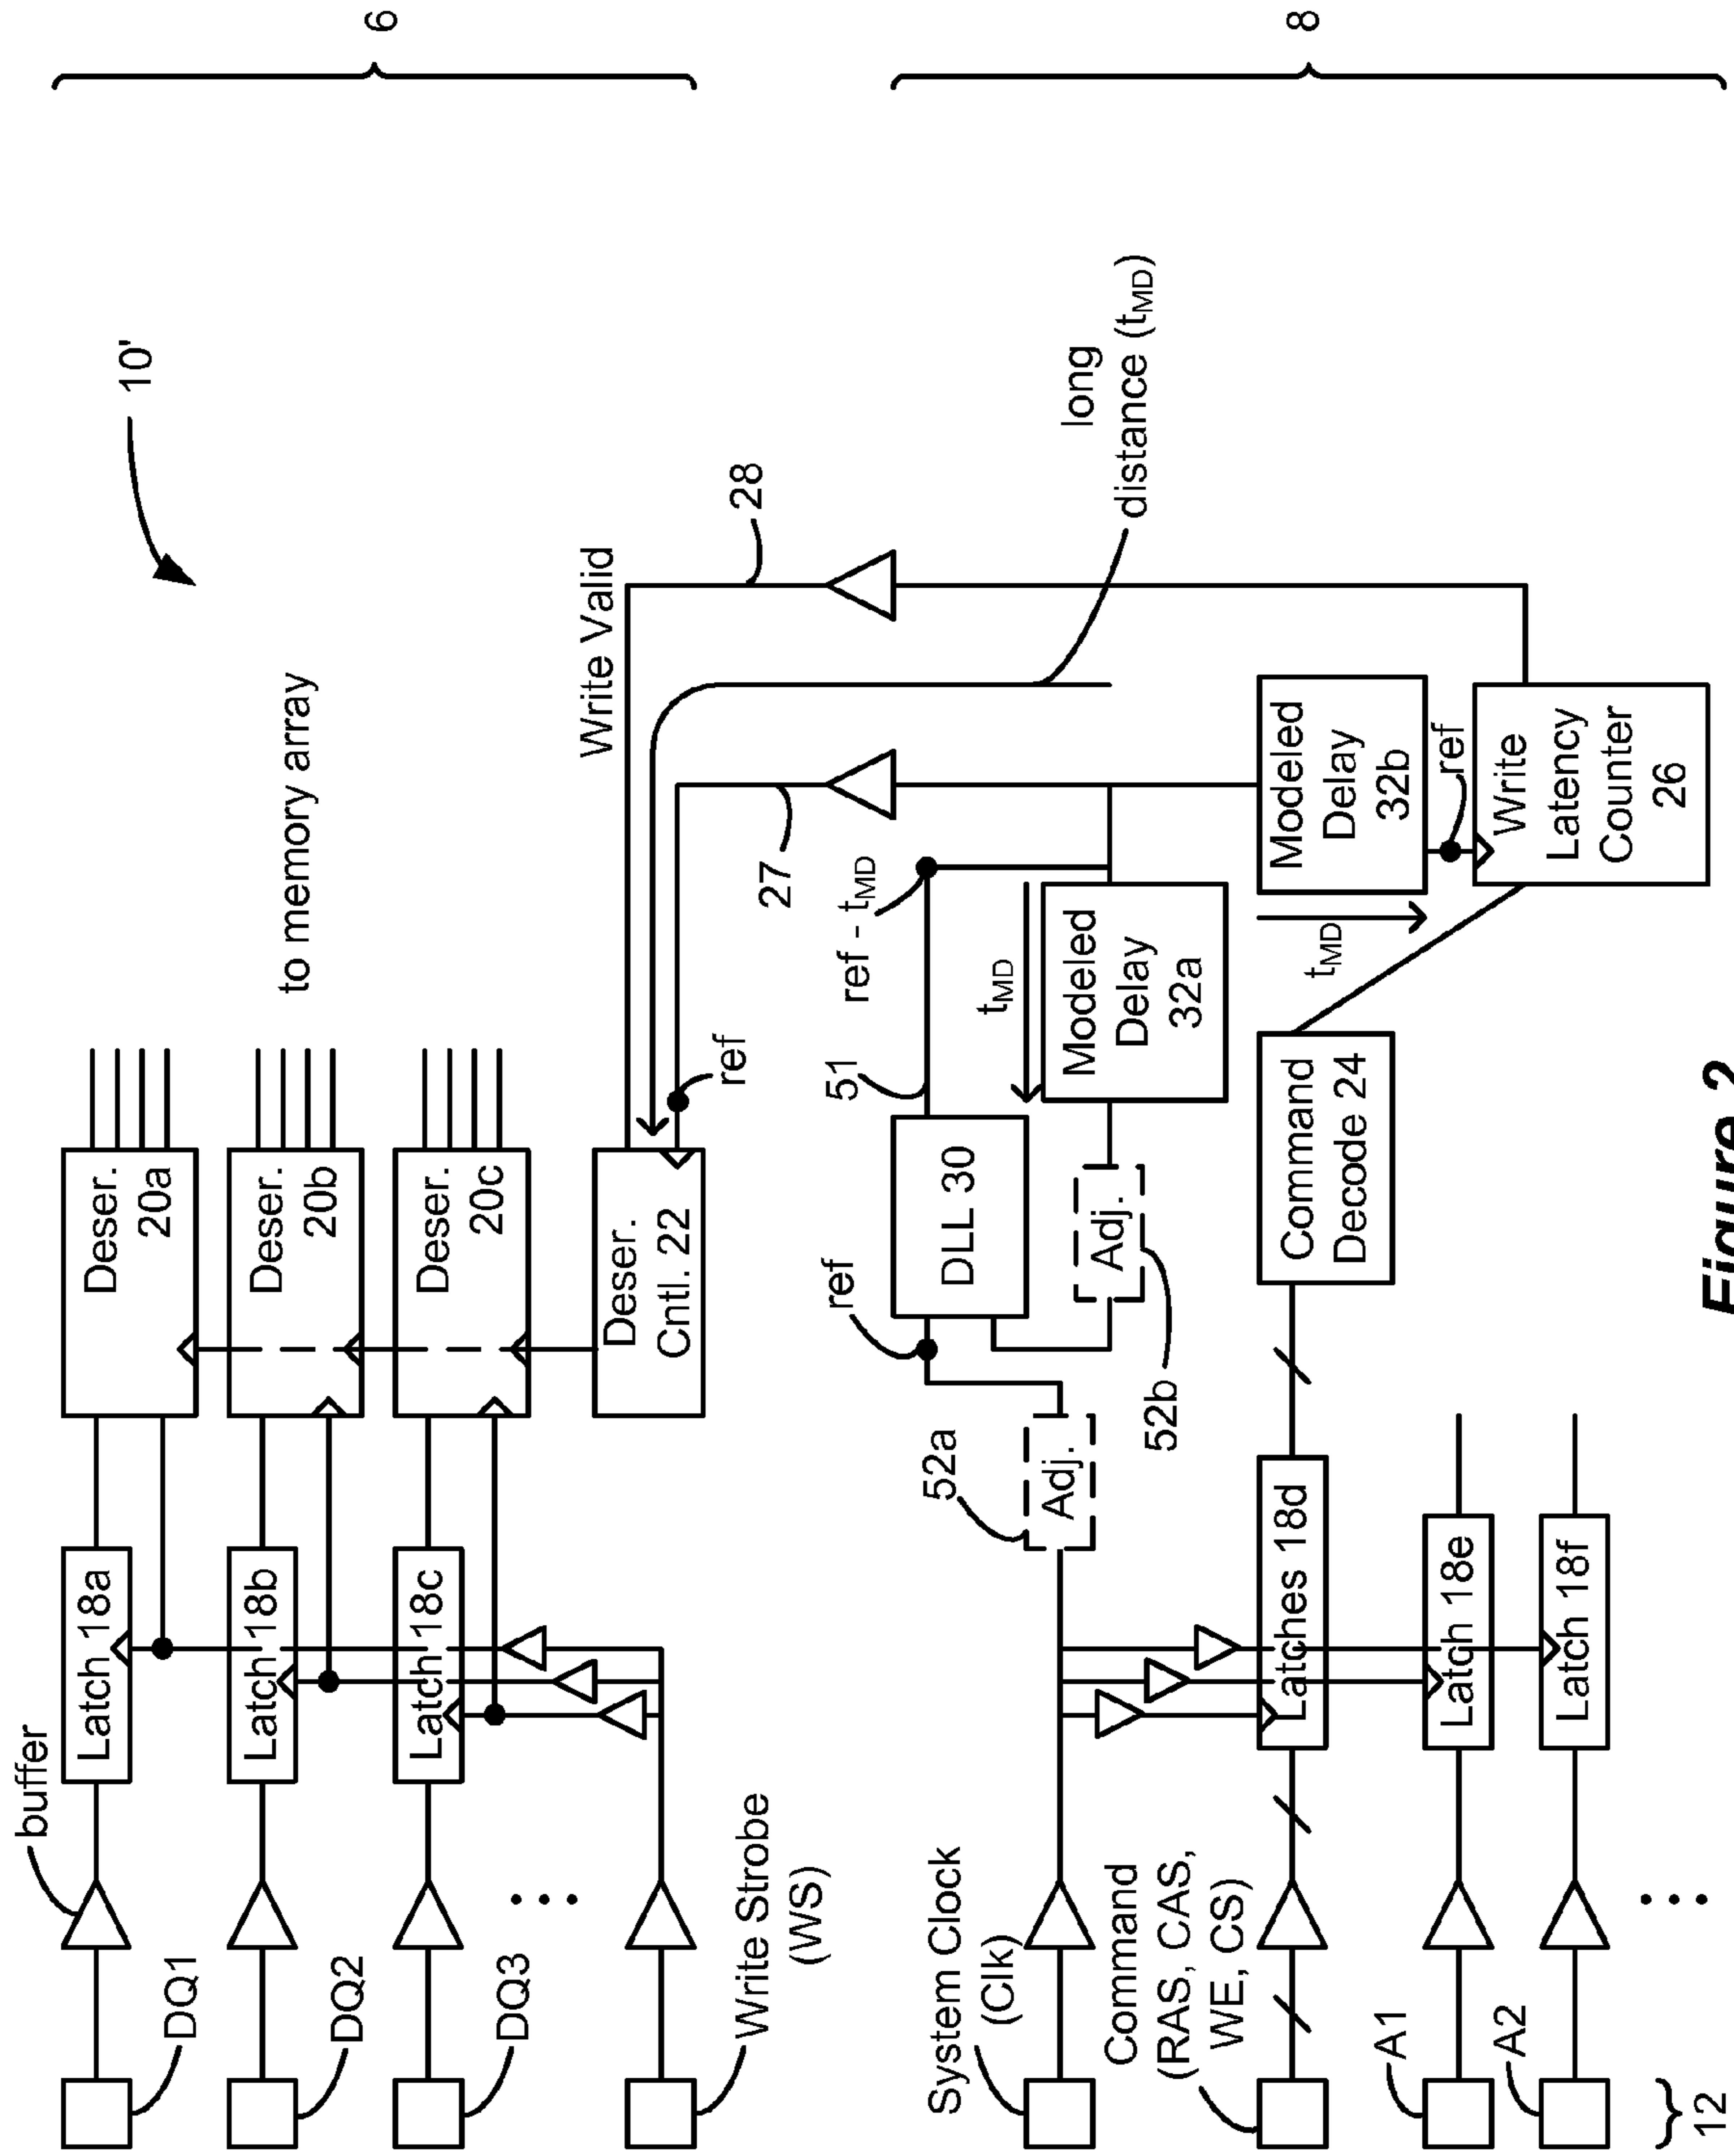 10'
6
8
buffer
DQ1
DQ2
DQ3
Write Strobe
(WS)
Latch 18a
Latch 18b
Latch 18c
Deser.
20a
Deser.
20b
Deser.
20c
to memory array
Deser.
Cntl. 22
ref
Write Valid
27
28
long
distance (tMD)
System Clock
(Clk)
Command
(RAS, CAS,
WE, CS)
A1
A2
12
52a
Adj.
ref
DLL 30
51
ref - tMD
tMD
Adj.
52b
Modeled
Delay
32a
Modeled
Delay
32b
tMD
ref
Latches 18d
Latch 18e
Latch 18f
Command
Decode 24
Write
Latency
Counter
26
Figure 2